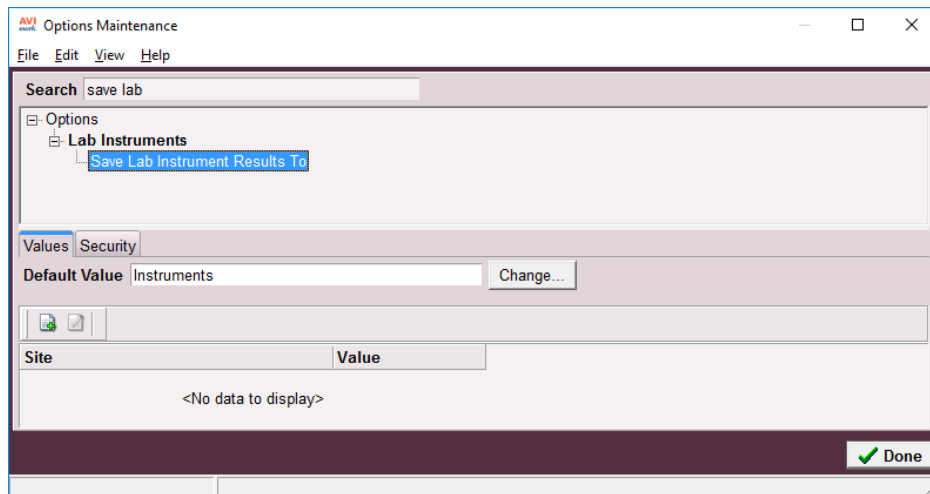 AVI mark Options Maintenance
File Edit View Help
Search save lab
Options
Lab Instruments
Save Lab Instrument Results To
Values Security
Default Value Instruments Change...
Site Value
<No data to display>
Done